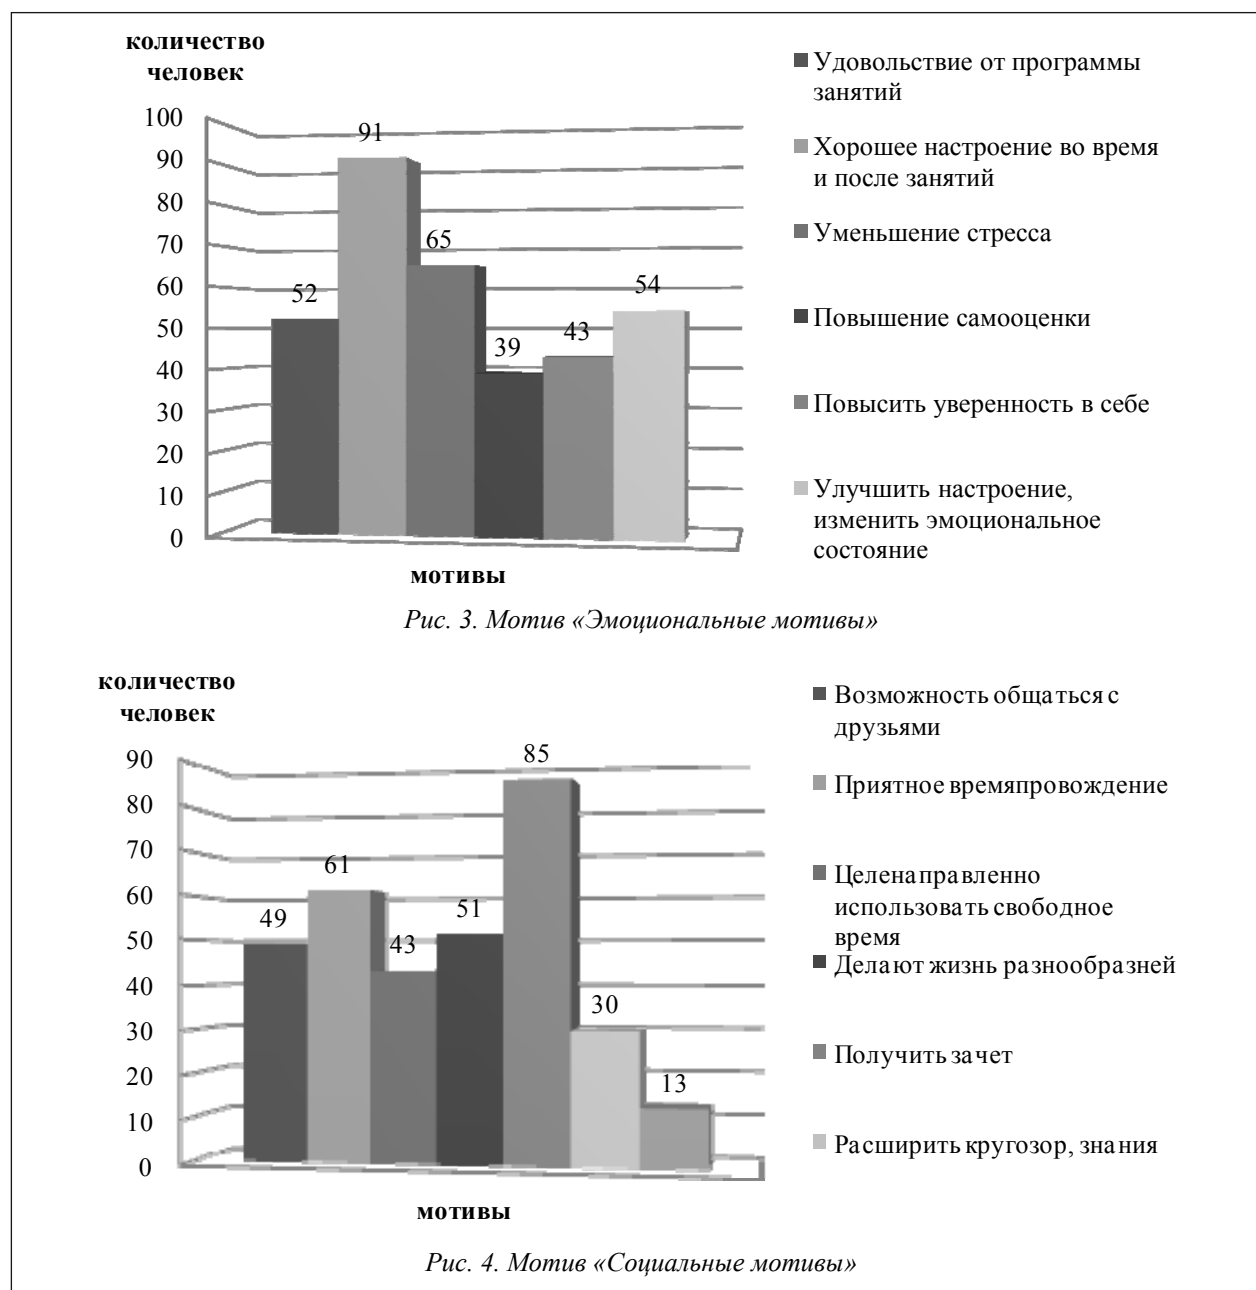 количество
человек
100
90
80
70
60
50
40
30
20
10
0
52
91
65
39
43
54
мотивы
Удовольствие от программы
занятий
Хорошее настроение во время
и после занятий
Уменьшение стресса
Повышение самооценки
Повысить уверенность в себе
Улучшить настроение,
изменить эмоциональное
состояние
Рис. 3. Мотив «Эмоциональные мотивы»
количество
человек
90
80
70
60
50
40
30
20
10
0
49
61
43
51
85
30
13
мотивы
Возможность общаться с
друзьями
Приятное времяпровождение
Целенаправленно
использовать свободное
время
Делают жизнь разнообразней
Получить зачет
Расширить кругозор, знания
Рис. 4. Мотив «Социальные мотивы»